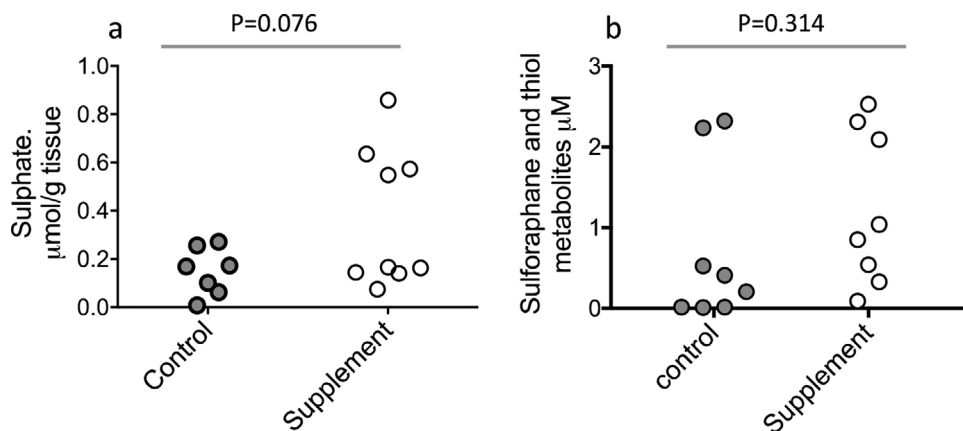 a
P=0.076
Sulphate.
μmol/g tissue
1.0
0.8
0.6
0.4
0.2
0.0
Control
Supplement
b
P=0.314
Sulforaphane and thiol
metabolites μM
3
2
1
0
control
Supplement